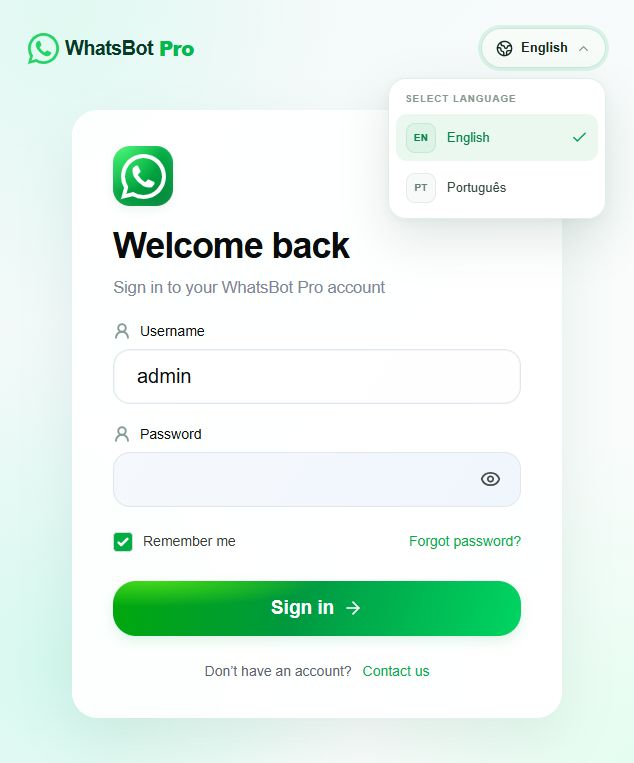 WhatsBot Pro
English
SELECT LANGUAGE
EN English
PT Português
Welcome back
Sign in to your WhatsBot Pro account
Username
admin
Password
Remember me
Forgot password?
Sign in →
Don't have an account? Contact us